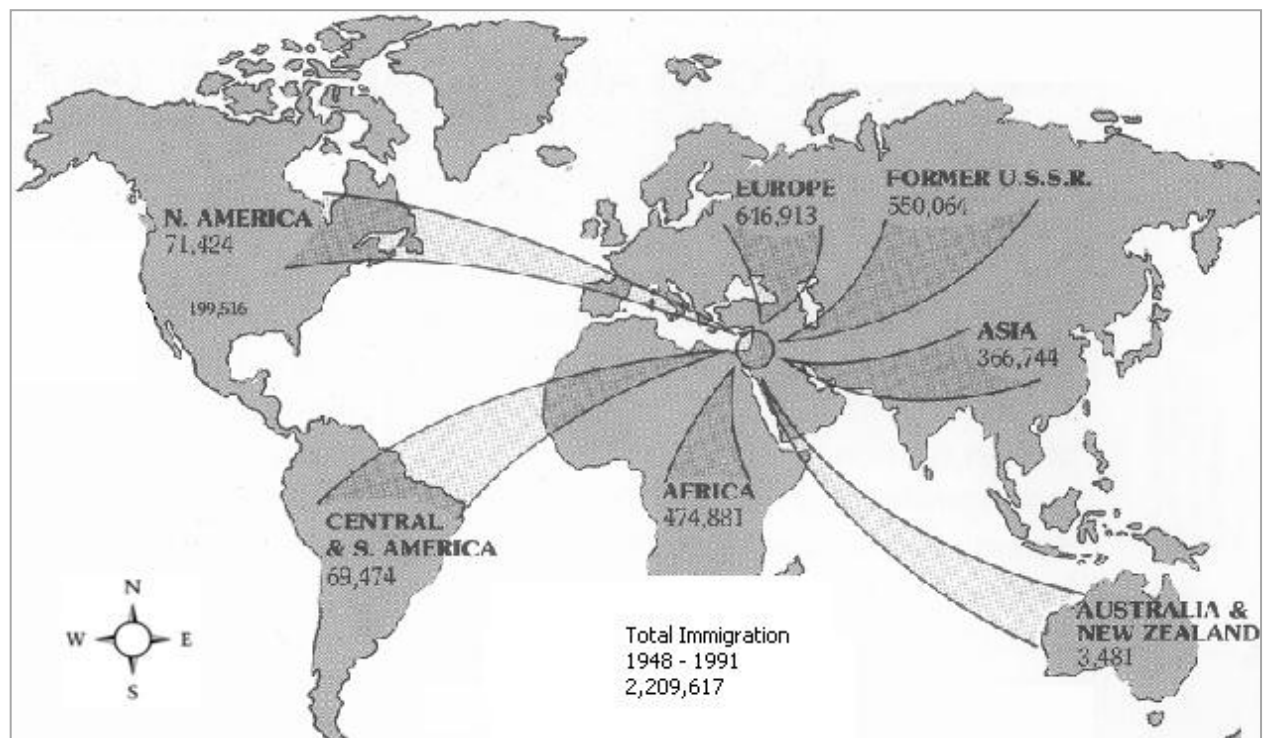 N. AMERICA
71,424
199,516
EUROPE
646,913
FORMER U.S.S.R.
550,064
ASIA
366,744
AFRICA
474,881
CENTRAL
& S. AMERICA
69,474
AUSTRALIA &
NEW ZEALAND
3,481
N
W E
S
Total Immigration
1948 - 1991
2,209,617